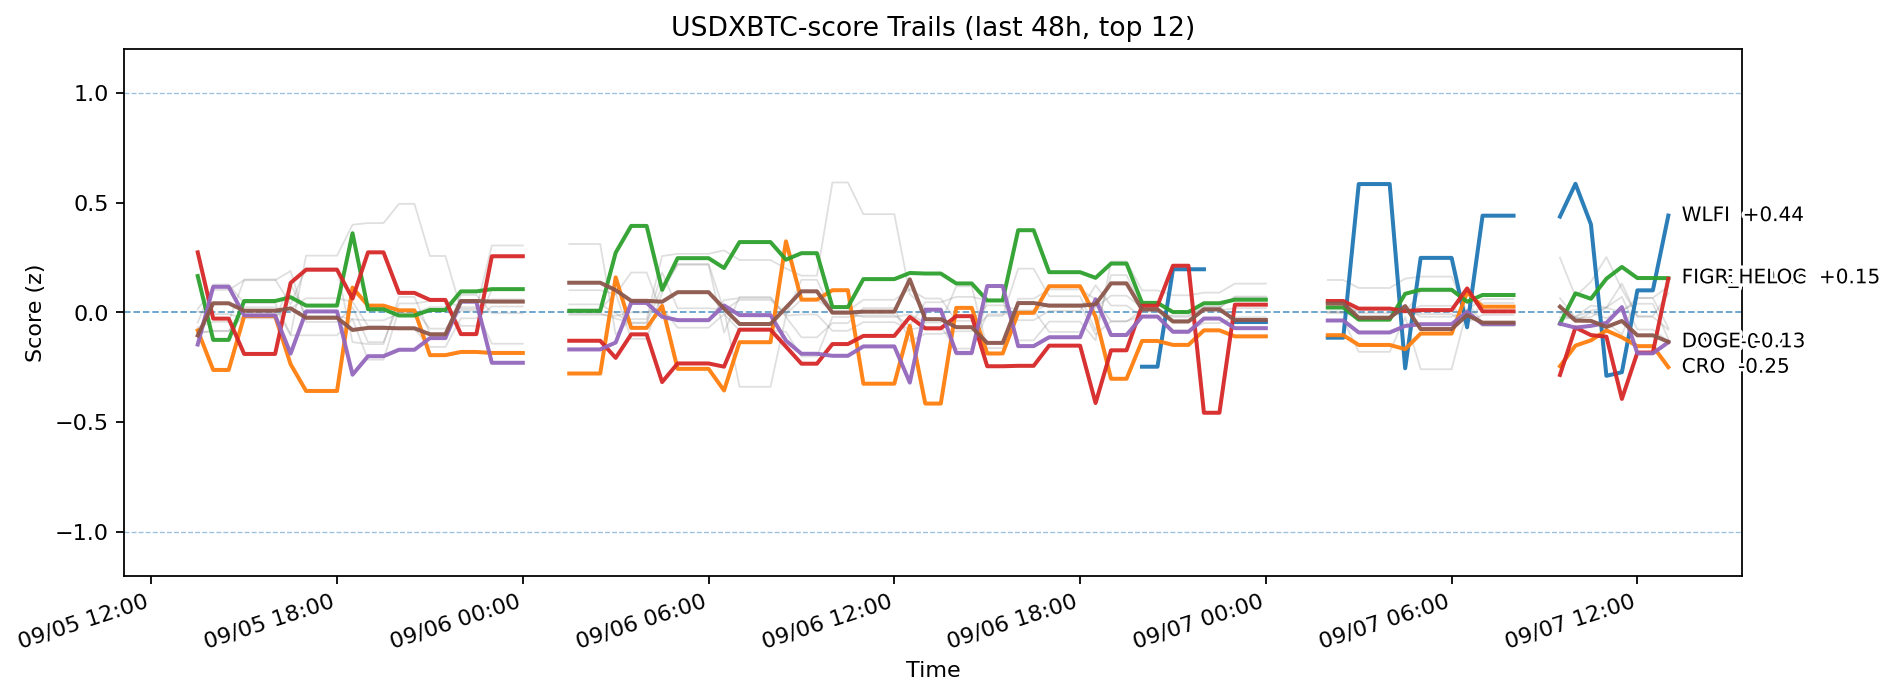 USDXBTC-score Trails (last 48h, top 12)
Score (z)
1.0
0.5
0.0
−0.5
−1.0
WLFI +0.44
FIGR_HELOC +0.15
DOGE -0.13
CRO -0.25
09/05 12:00
09/05 18:00
09/06 00:00
09/06 06:00
09/06 12:00
09/06 18:00
09/07 00:00
09/07 06:00
09/07 12:00
Time